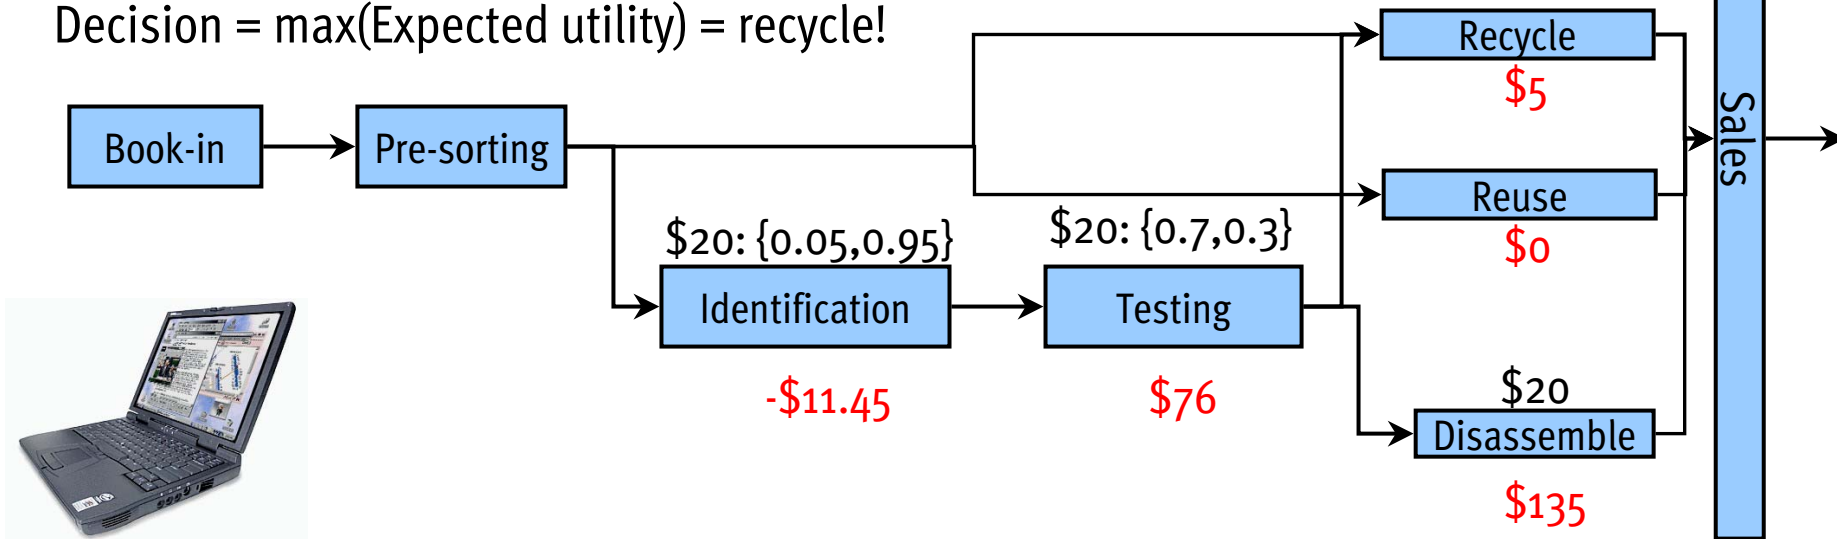 Decision = max(Expected utility) = recycle!
Recycle
$5
Book-in
Pre-sorting
Sales
Reuse
$0
$20: {0.05,0.95}
$20: {0.7,0.3}
Identification
Testing
-$11.45
$76
$20
Disassemble
$135